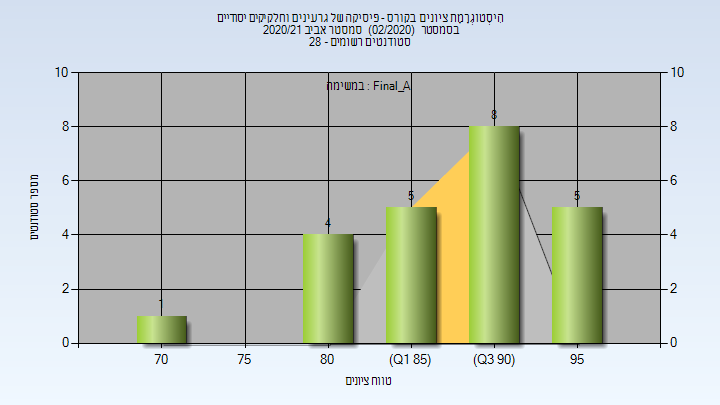 היסטוגרמת ציונים בקורס - פיסיקה של גרעינים וחלקיקים יסודיים
בסמסטר (02/2020) סמסטר אביב 2020/21
סטודנטים רשומים - 28
במשימה : Final_A
10
8
6
4
2
0
10
8
6
4
2
0
מספר סטודנטים
1
4
5
8
5
70
75
80
(Q1 85)
(Q3 90)
95
טווח ציונים